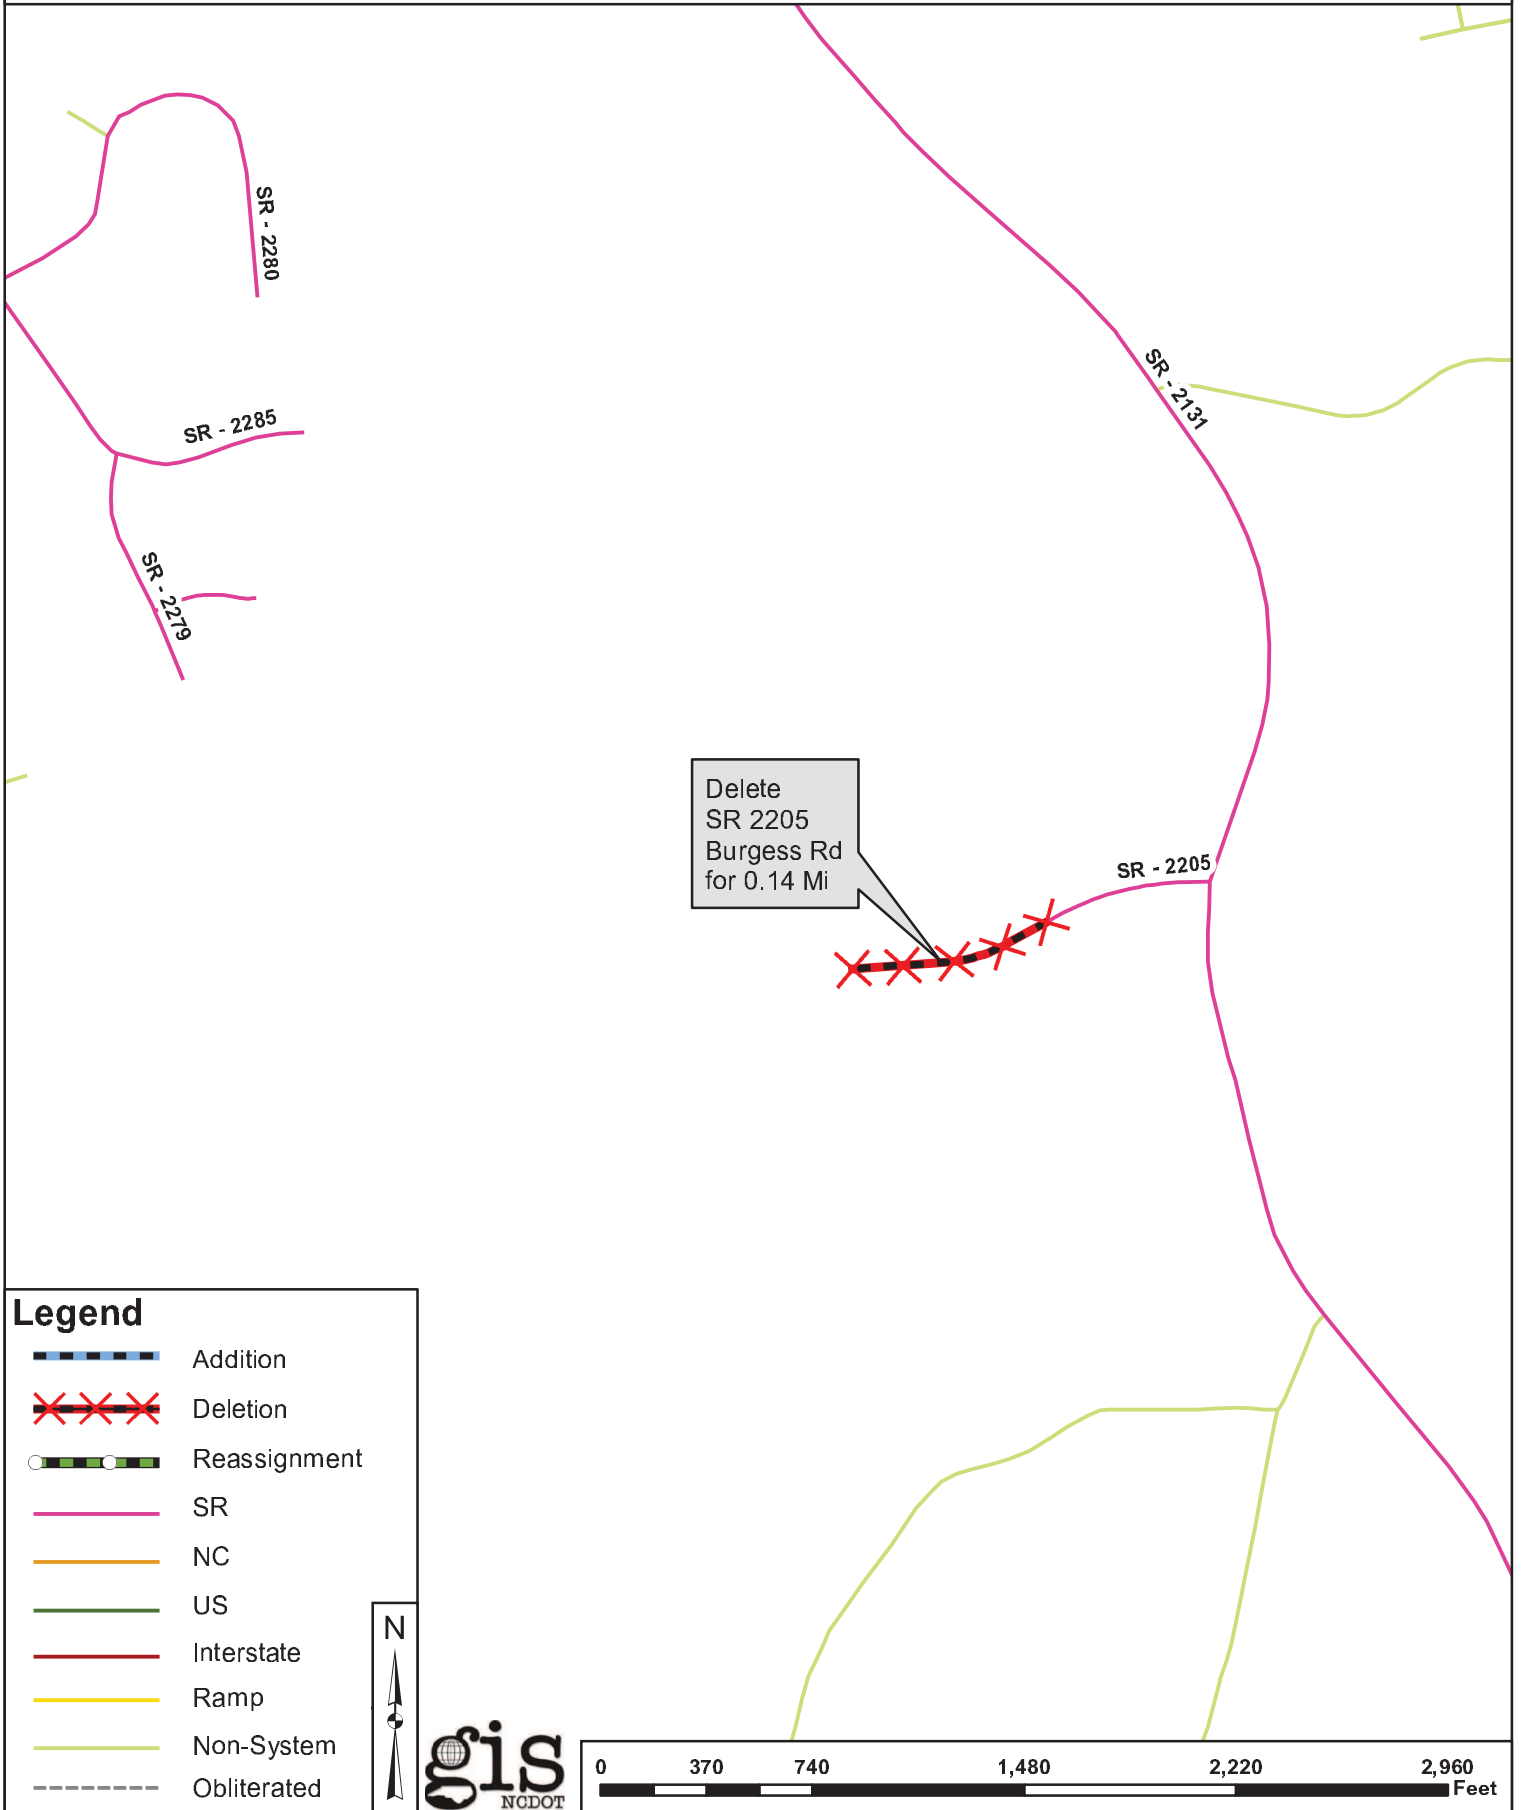 SR - 2280
SR - 2131
SR - 2285
SR - 2279
Delete
SR 2205
Burgess Rd
for 0.14 Mi
SR - 2205
Legend
Addition
Deletion
Reassignment
SR
NC
US
Interstate
Ramp
Non-System
Obliterated
N
gis
NCDOT
0 370 740 1,480 2,220 2,960
Feet